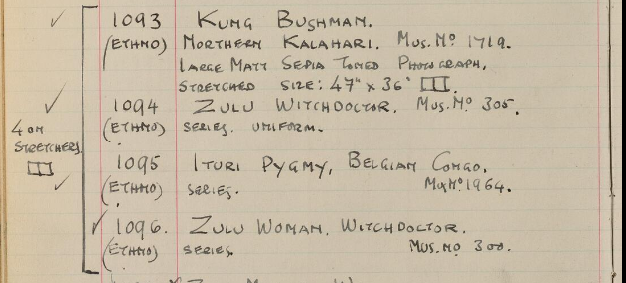 1093 KUNG BUSHMAN.
(ETHNO) NORTHERN KALAHARI. MUS. No 1719.
LARGE MATT SEPIA TONED PHOTOGRAPH.
STRETCHED SIZE: 47" x 36" III.
1094 ZULU WITCHDOCTOR. MUS. No 305.
4 ON (ETHNO) SERIES. UNIFORM.
STRETCHERS
III
1095 ITURI PYGMY, BELGIAN CONGO.
(ETHNO) SERIES. Mus No 1964.
1096. ZULU WOMAN, WITCHDOCTOR.
(ETHNO) SERIES. MUS. NO 300.